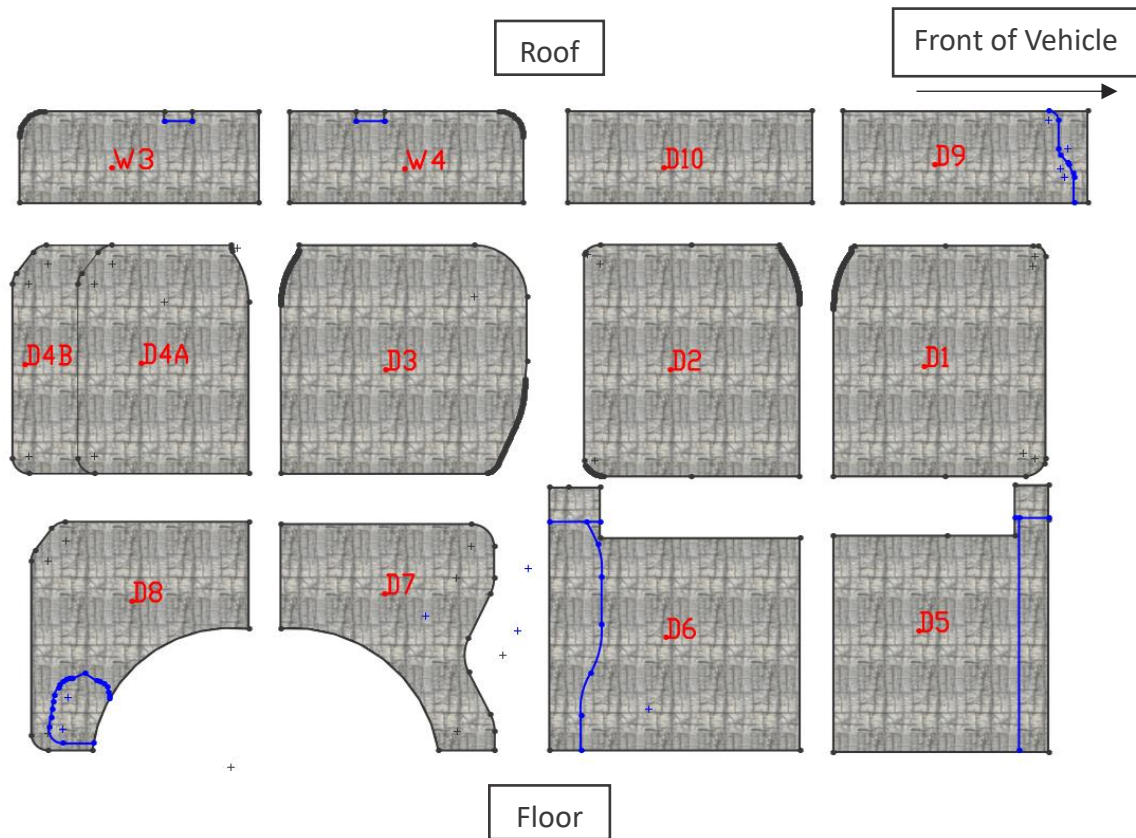 Roof
Front of Vehicle
W3
W4
D10
D9
D4B
D4A
D3
D2
D1
D8
D7
D6
D5
Floor